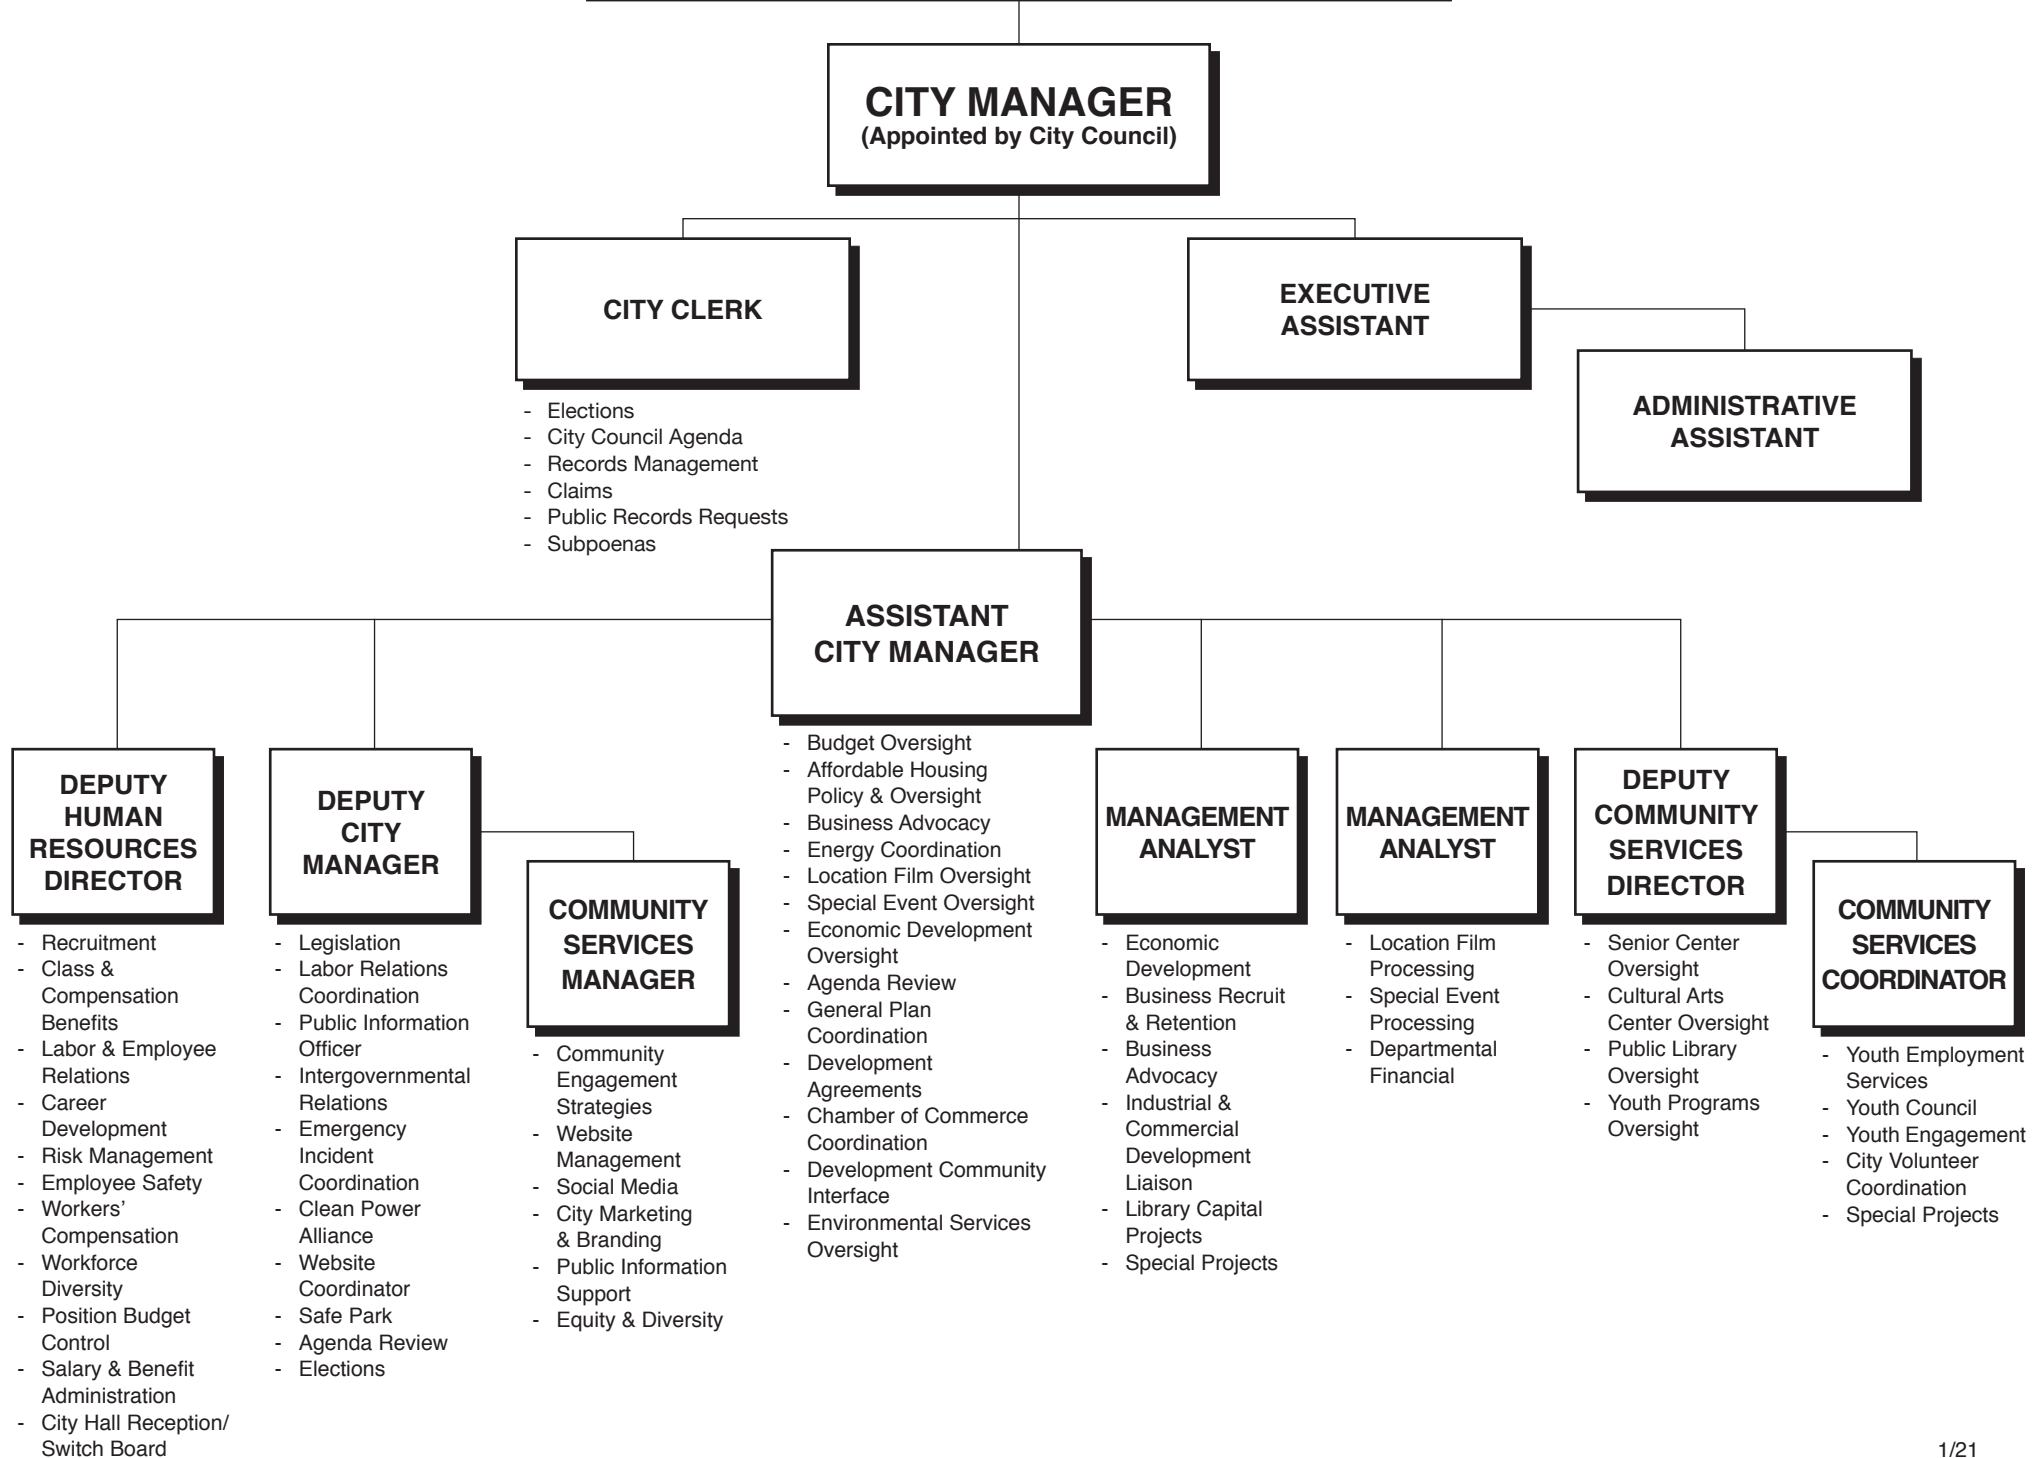 CITY MANAGER
(Appointed by City Council)
CITY CLERK
- Elections
- City Council Agenda
- Records Management
- Claims
- Public Records Requests
- Subpoenas
EXECUTIVE
ASSISTANT
ADMINISTRATIVE
ASSISTANT
ASSISTANT
CITY MANAGER
- Budget Oversight
- Affordable Housing
Policy & Oversight
- Business Advocacy
- Energy Coordination
- Location Film Oversight
- Special Event Oversight
- Economic Development
Oversight
- Agenda Review
- General Plan
Coordination
- Development
Agreements
- Chamber of Commerce
Coordination
- Development Community
Interface
- Environmental Services
Oversight
DEPUTY
HUMAN
RESOURCES
DIRECTOR
- Recruitment
- Class &
Compensation
Benefits
- Labor & Employee
Relations
- Career
Development
- Risk Management
- Employee Safety
- Workers'
Compensation
- Workforce
Diversity
- Position Budget
Control
- Salary & Benefit
Administration
- City Hall Reception/
Switch Board
DEPUTY
CITY
MANAGER
- Legislation
- Labor Relations
Coordination
- Public Information
Officer
- Intergovernmental
Relations
- Emergency
Incident
Coordination
- Clean Power
Alliance
- Website
Coordinator
- Safe Park
- Agenda Review
- Elections
COMMUNITY
SERVICES
MANAGER
- Community
Engagement
Strategies
- Website
Management
- Social Media
- City Marketing
& Branding
- Public Information
Support
- Equity & Diversity
MANAGEMENT
ANALYST
- Economic
Development
- Business Recruit
& Retention
- Business
Advocacy
- Industrial &
Commercial
Development
Liaison
- Library Capital
Projects
- Special Projects
MANAGEMENT
ANALYST
- Location Film
Processing
- Special Event
Processing
- Departmental
Financial
DEPUTY
COMMUNITY
SERVICES
DIRECTOR
- Senior Center
Oversight
- Cultural Arts
Center Oversight
- Public Library
Oversight
- Youth Programs
Oversight
COMMUNITY
SERVICES
COORDINATOR
- Youth Employment
Services
- Youth Council
- Youth Engagement
- City Volunteer
Coordination
- Special Projects
1/21